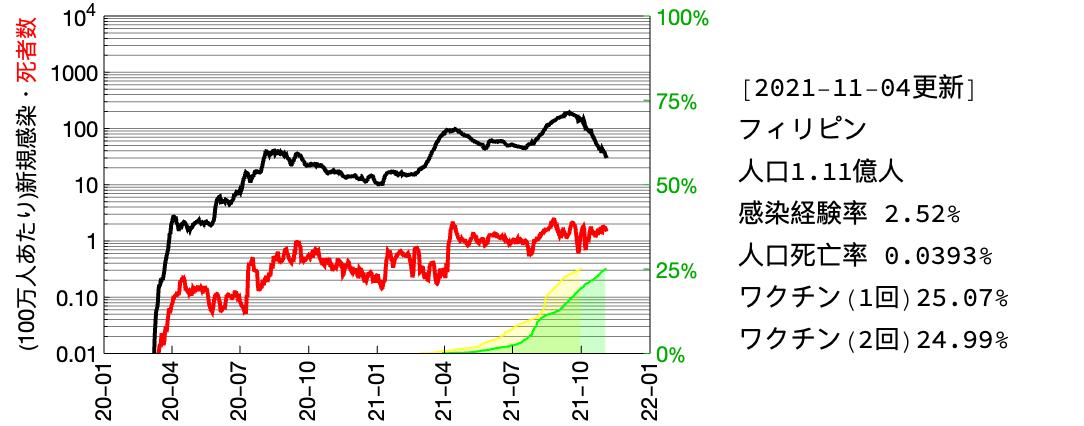 (100万人あたり)新規感染・死者数
10^4
1000
100
10
1
0.10
0.01
100%
75%
50%
25%
0%
20-01
20-04
20-07
20-10
21-01
21-04
21-07
21-10
22-01
[2021-11-04更新]
フィリピン
人口1.11億人
感染経験率 2.52%
人口死亡率 0.0393%
ワクチン(1回)25.07%
ワクチン(2回)24.99%